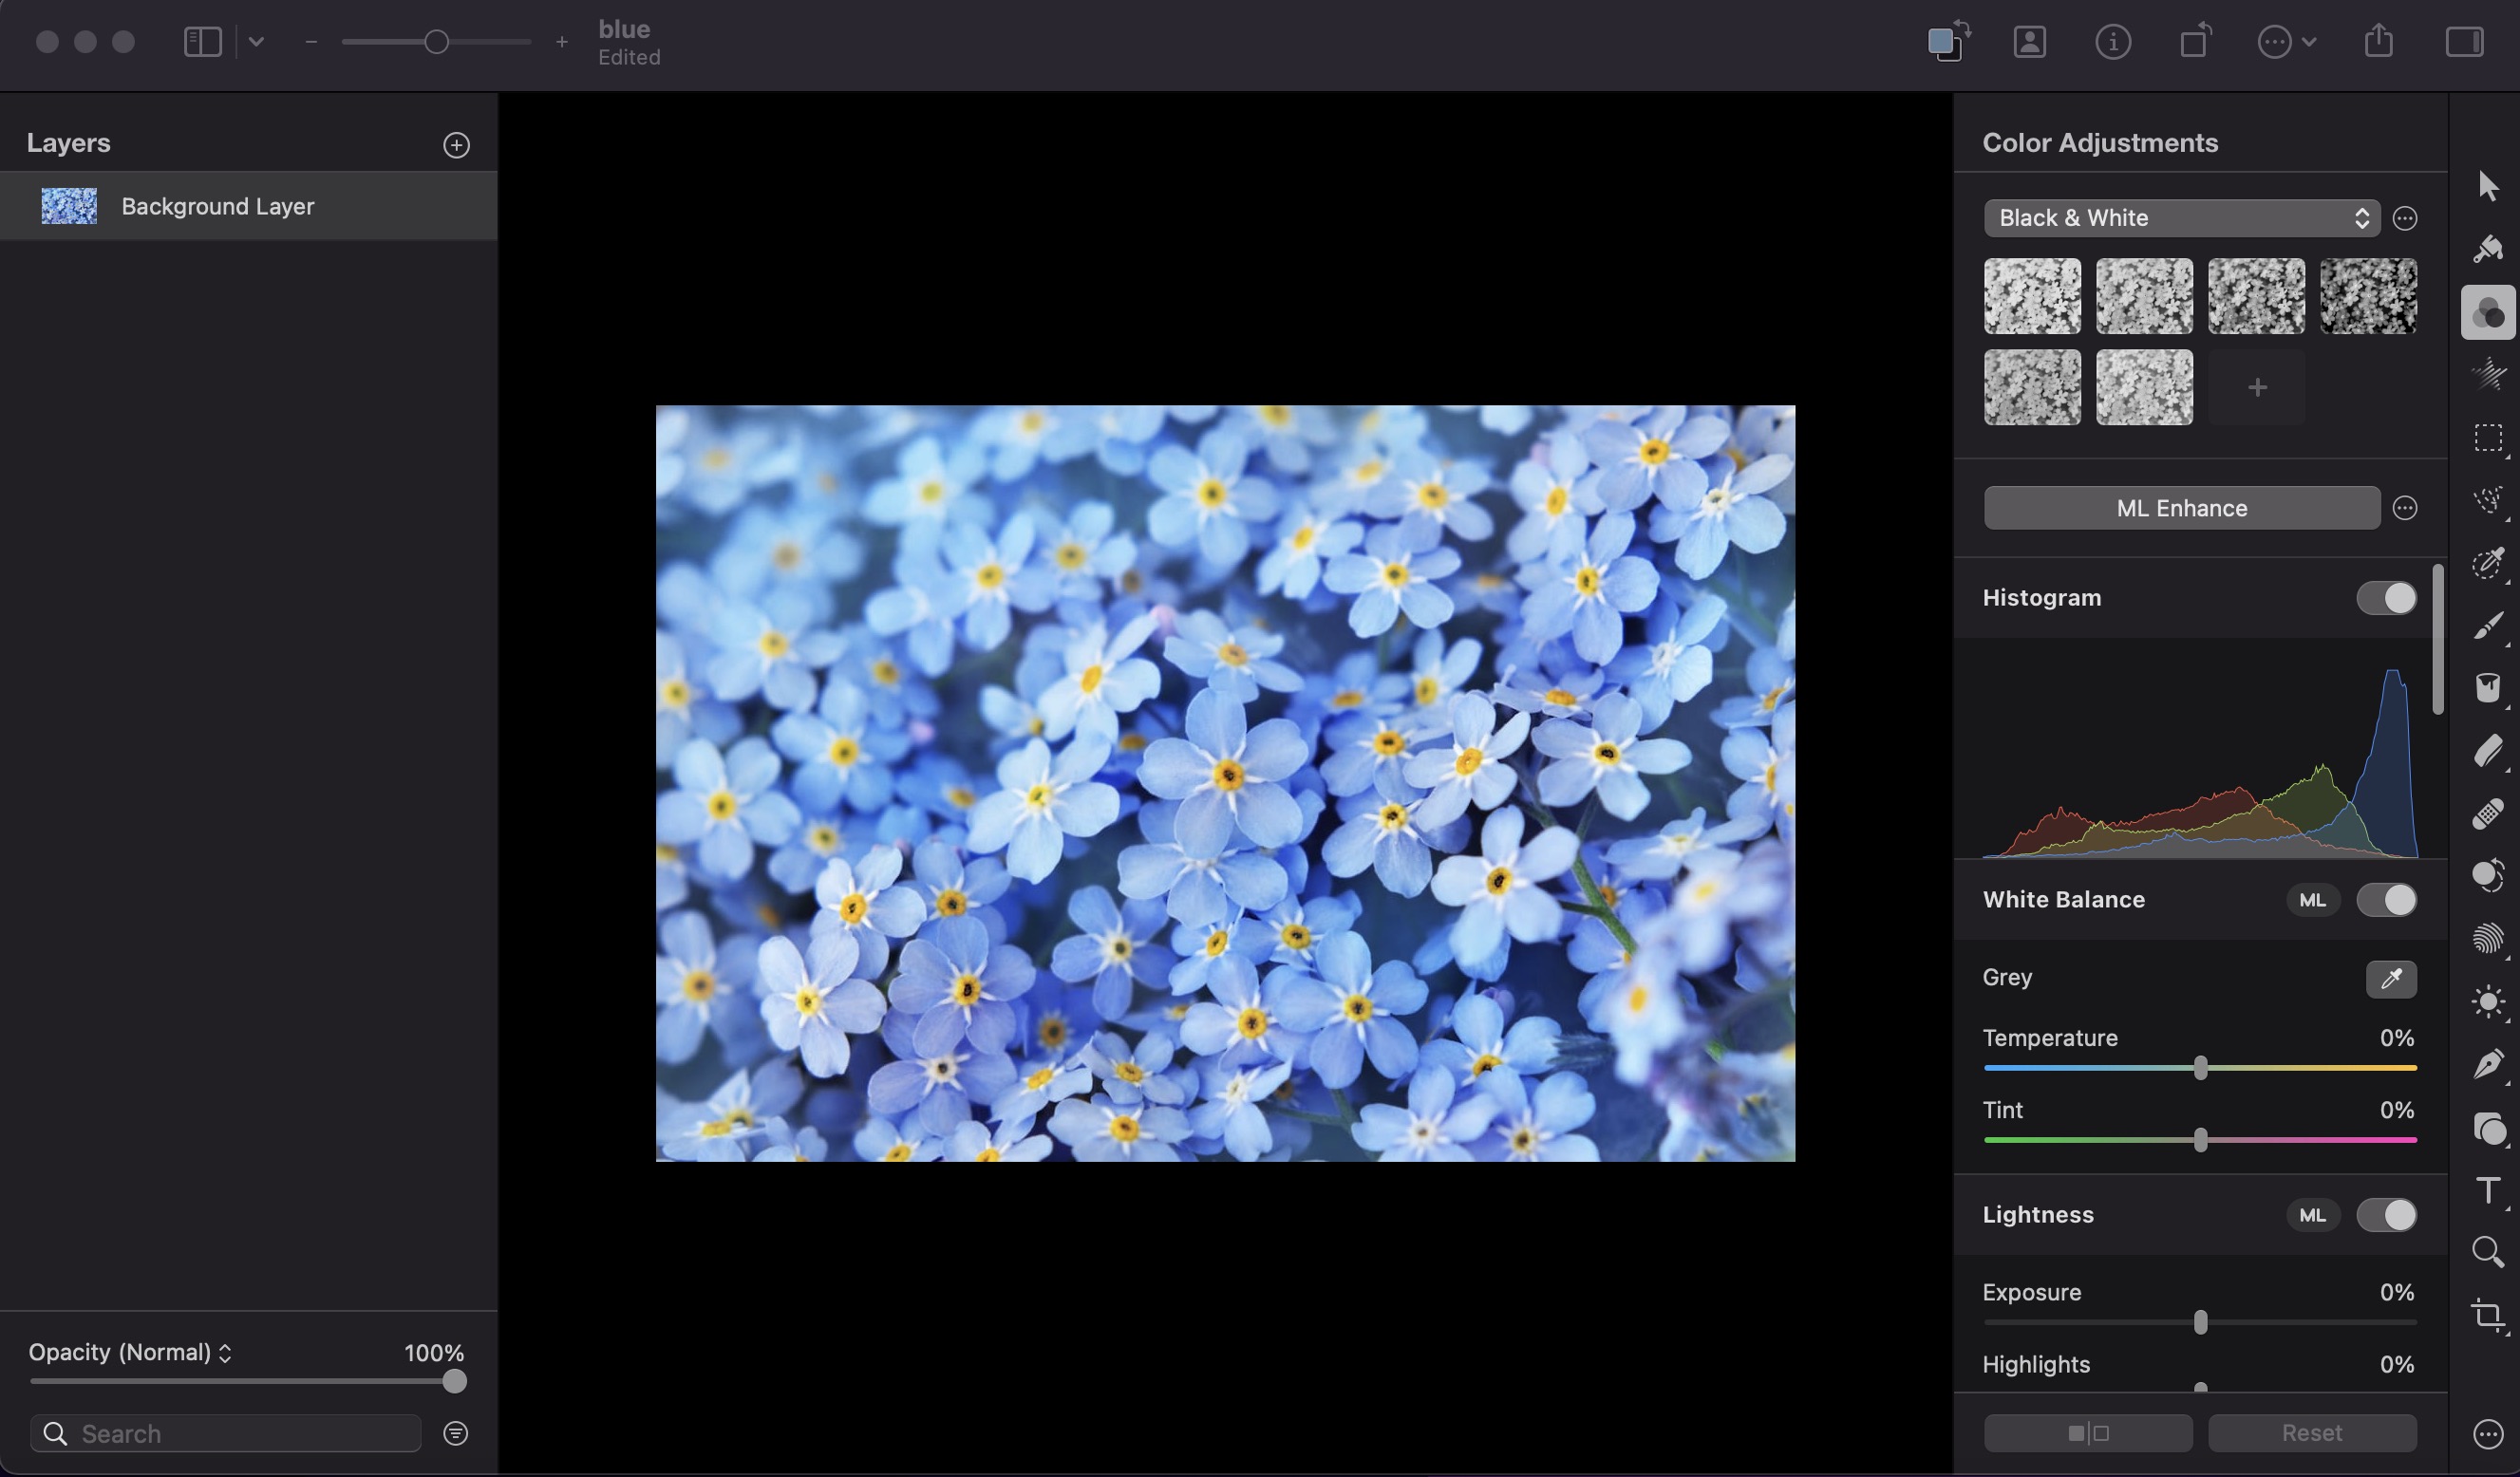 blue
Edited
Layers
Background Layer
Opacity (Normal) 100%
Search
Color Adjustments
Black & White
ML Enhance
Histogram
White Balance ML
Grey
Temperature 0%
Tint 0%
Lightness ML
Exposure 0%
Highlights 0%
Reset